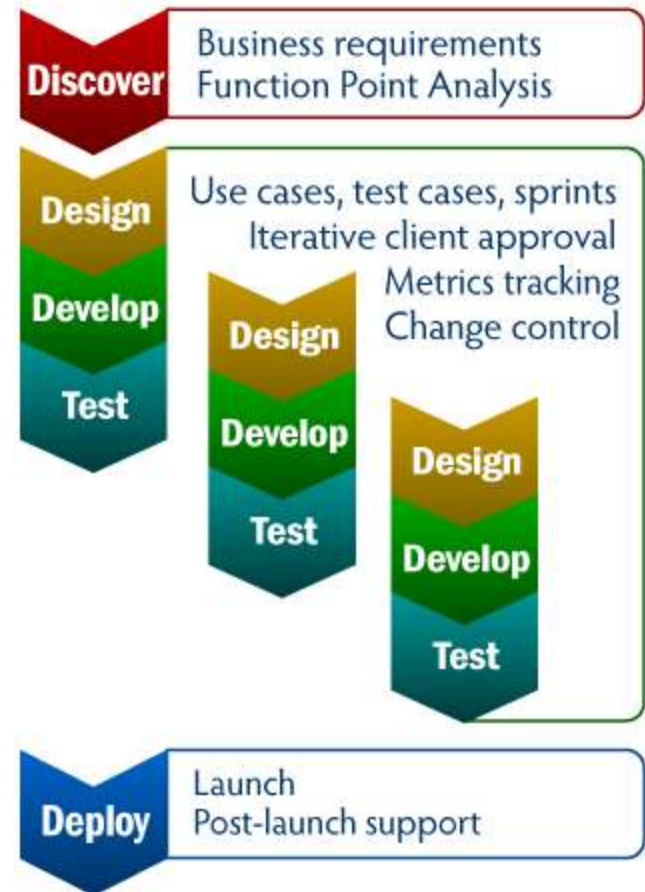 Discover
Business requirements
Function Point Analysis
Design
Develop
Test
Use cases, test cases, sprints
Iterative client approval
Metrics tracking
Change control
Design
Develop
Test
Design
Develop
Test
Deploy
Launch
Post-launch support